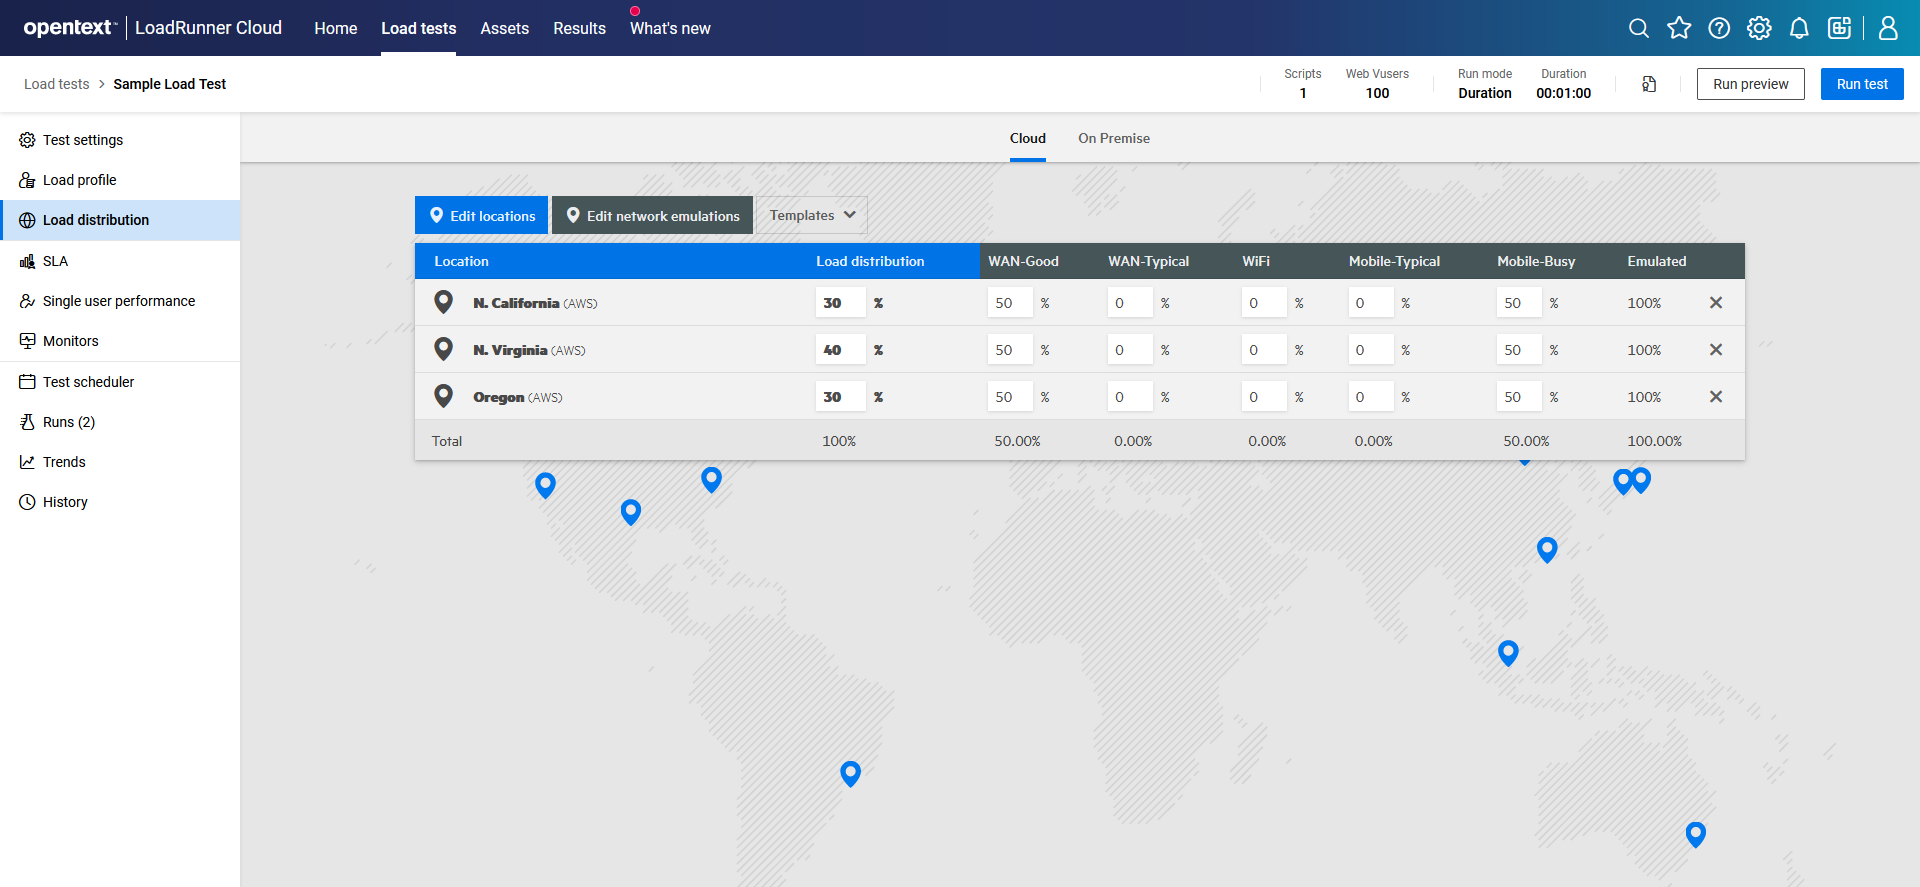 opentext™ | LoadRunner Cloud Home Load tests Assets Results What's new
Load tests > Sample Load Test
Scripts Web Vusers Run mode Duration
1 100 Duration 00:01:00
Run preview Run test
Test settings
Load profile
Load distribution
SLA
Single user performance
Monitors
Test scheduler
Runs (2)
Trends
History
Cloud On Premise
Edit locations Edit network emulations Templates
Location Load distribution WAN-Good WAN-Typical WiFi Mobile-Typical Mobile-Busy Emulated
N. California (AWS) 30 % 50 % 0 % 0 % 0 % 50 % 100%
N. Virginia (AWS) 40 % 50 % 0 % 0 % 0 % 50 % 100%
Oregon (AWS) 30 % 50 % 0 % 0 % 0 % 50 % 100%
Total 100% 50.00% 0.00% 0.00% 0.00% 50.00% 100.00%